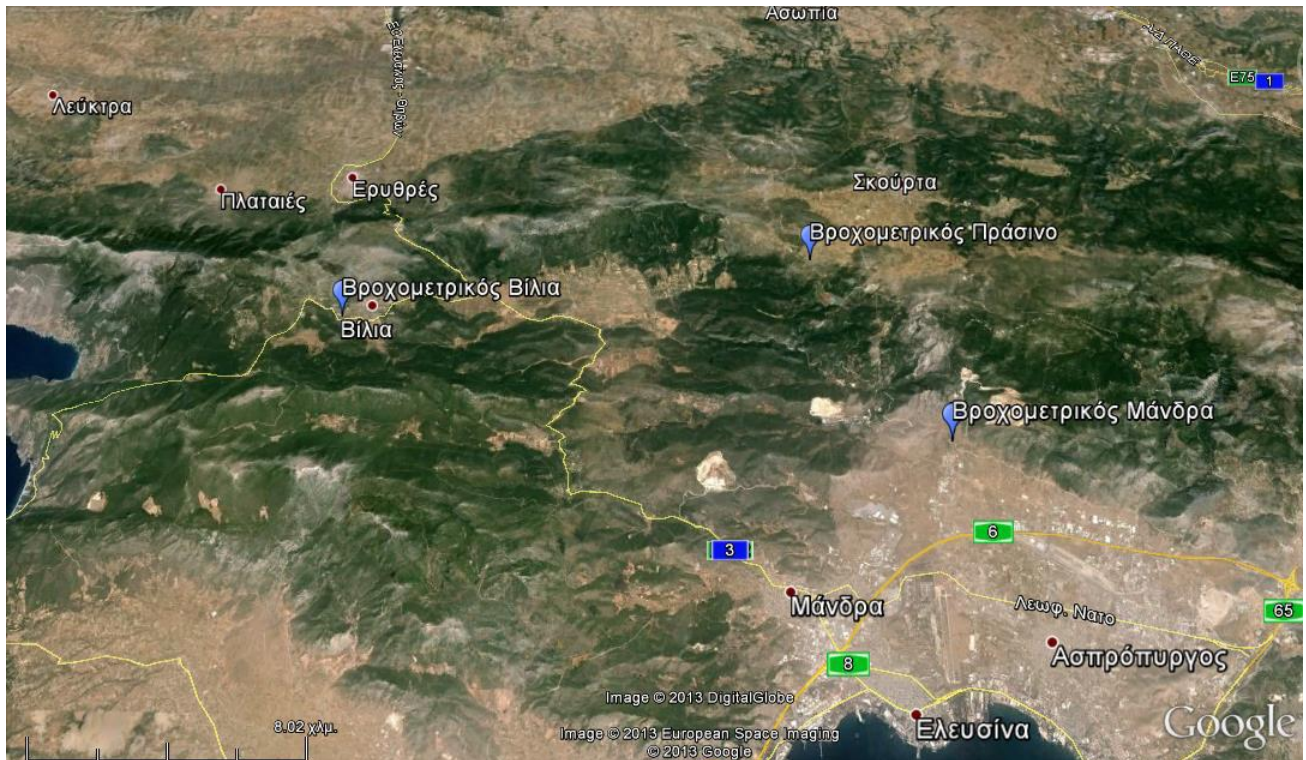 Ασωπία
Α/Δ ΠΑΘΕ
E75
1
Λεύκτρα
Πλαταιές
Ερυθρές
Σκούρτα
Βροχομετρικός Πράσινο
Βροχομετρικός Βίλια
Βίλια
Βροχομετρικός Μάνδρα
6
3
Μάνδρα
Λεωφ. Νατο
65
Ασπρόπυργος
8
Image © 2013 DigitalGlobe
Ελευσίνα
8.02 χλμ.
Image © 2013 European Space Imaging
© 2013 Google
Google